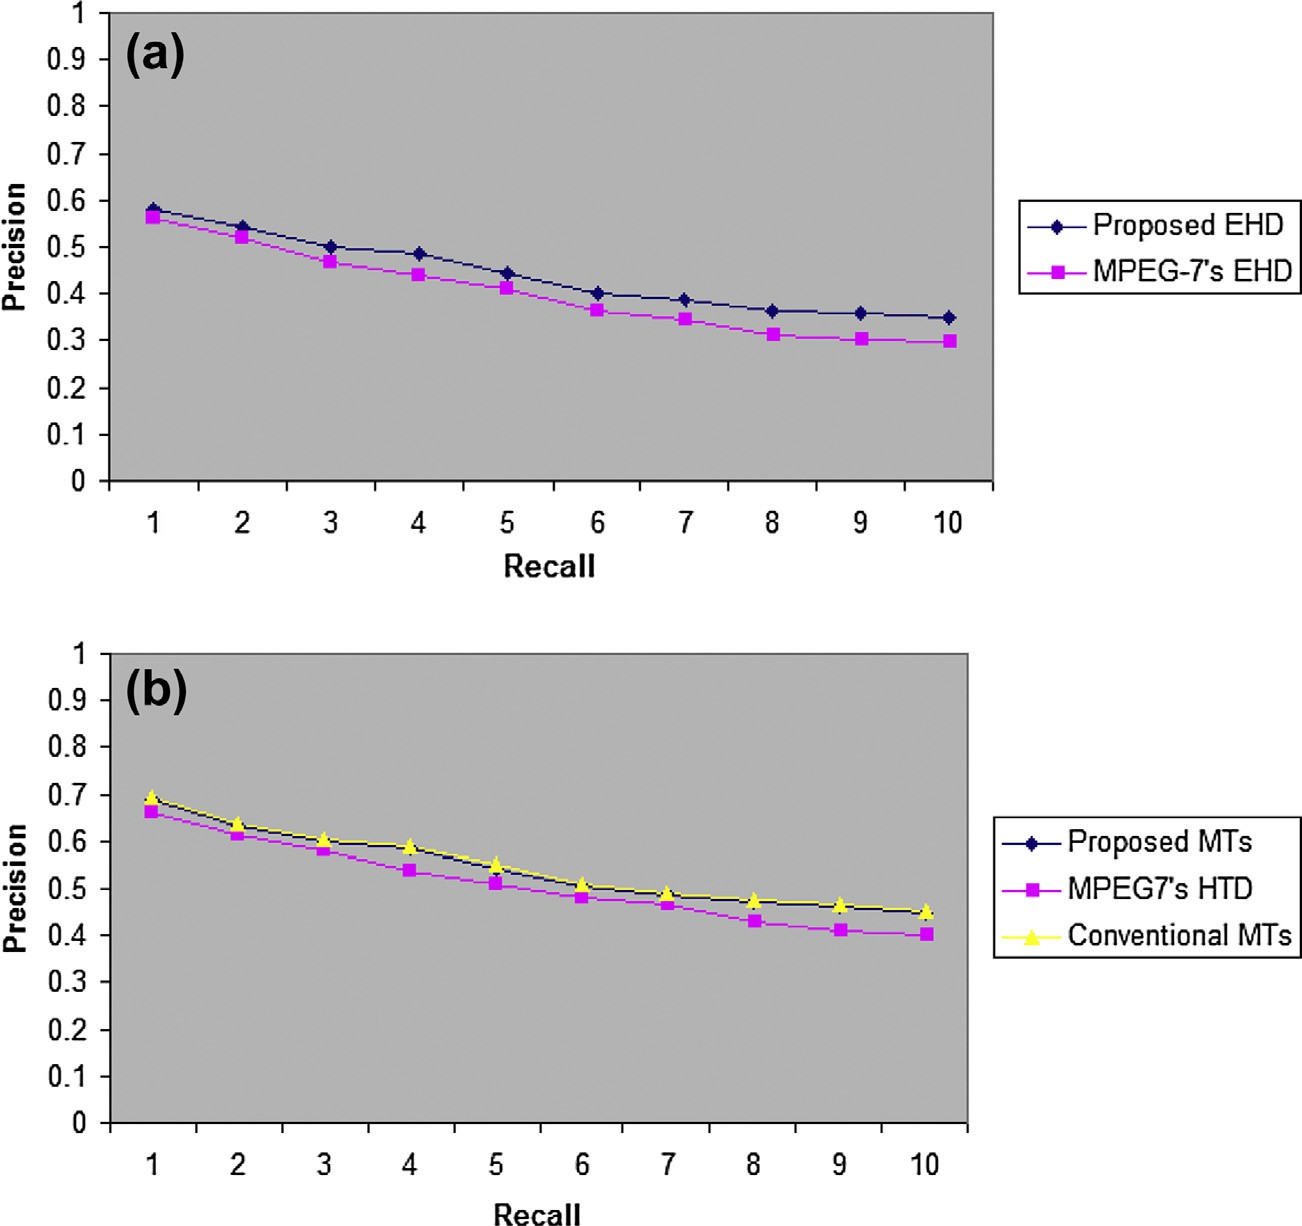 (a)
1
0.9
0.8
0.7
0.6
0.5
0.4
0.3
0.2
0.1
0
Precision
1 2 3 4 5 6 7 8 9 10
Recall
Proposed EHD
MPEG-7's EHD
(b)
1
0.9
0.8
0.7
0.6
0.5
0.4
0.3
0.2
0.1
0
Precision
1 2 3 4 5 6 7 8 9 10
Recall
Proposed MTs
MPEG7's HTD
Conventional MTs